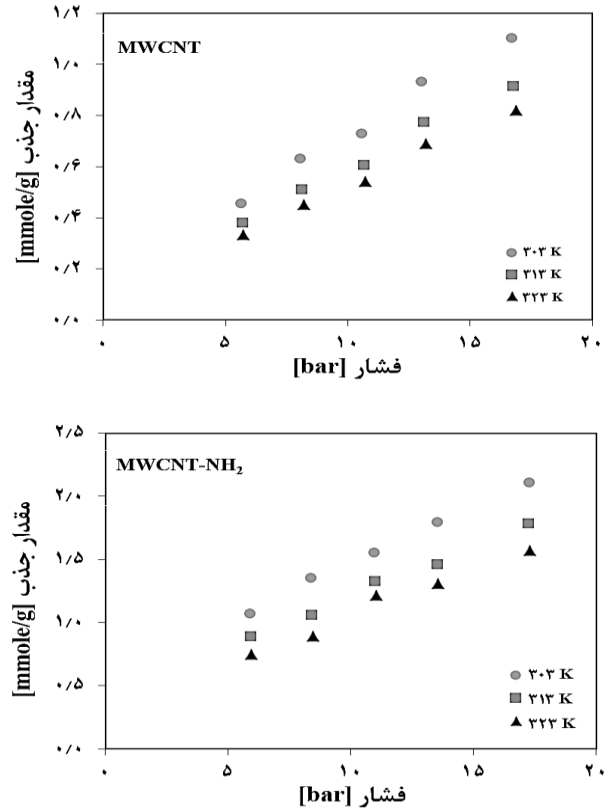 ۱/۲
MWCNT
۱/۰
۰/۸
۰/۶
۰/۴
۰/۲
۰/۰
مقدار جذب [mmole/g]
۳۰۳ K
۳۱۳ K
۳۲۳ K
۰ ۵ ۱۰ ۱۵ ۲۰
فشار [bar]
۲/۵
MWCNT-NH₂
۲/۰
۱/۵
۱/۰
۰/۵
۰/۰
مقدار جذب [mmole/g]
۳۰۳ K
۳۱۳ K
۳۲۳ K
۰ ۵ ۱۰ ۱۵ ۲۰
فشار [bar]